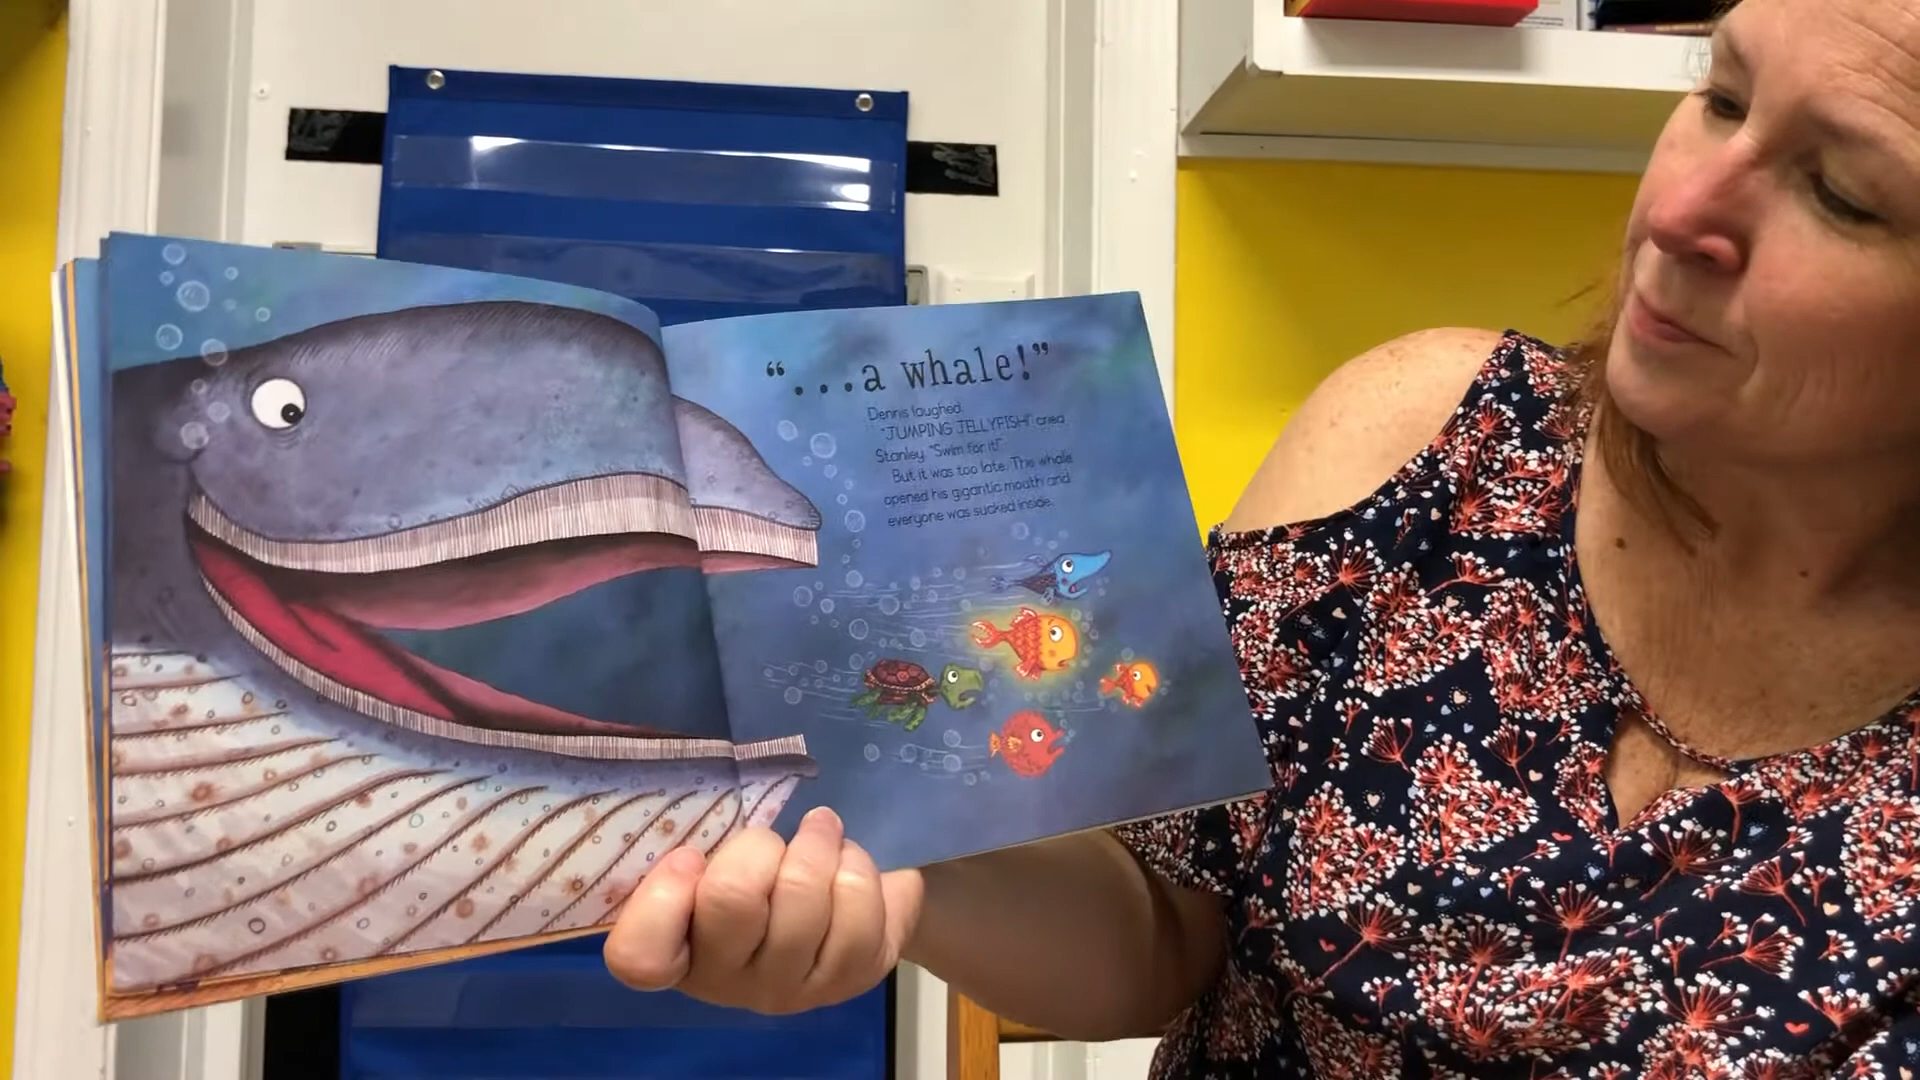 “...a whale!”
Dennis laughed.
“JUMPING JELLYFISH!” cried
Stanley. “Swim for it!”
But it was too late. The whale
opened his gigantic mouth and
everyone was sucked inside.